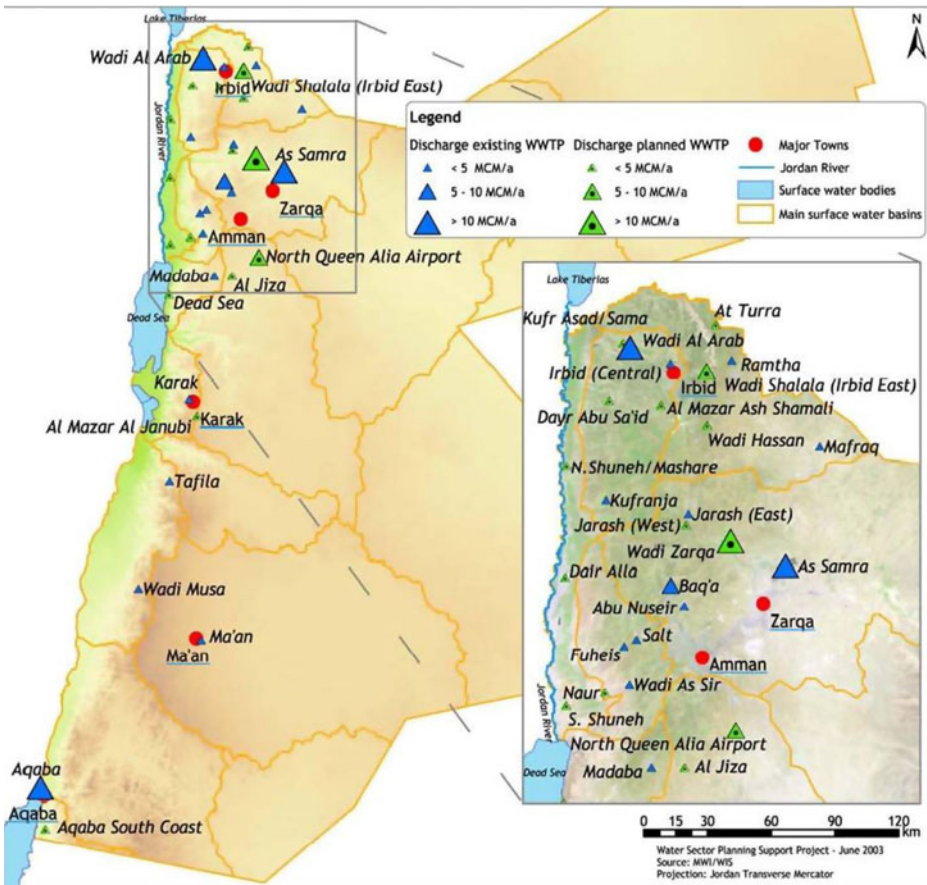 Lake Tiberias
N
Wadi Al Arab
Irbid
Wadi Shalala (Irbid East)
Jordan River
As Samra
Zarqa
Amman
North Queen Alia Airport
Madaba
Al Jiza
Dead Sea
Dead Sea
Karak
Karak
Al Mazar Al Janubi
Tafila
Wadi Musa
Ma'an
Ma'an
Aqaba
Aqaba
Aqaba South Coast
Legend
Discharge existing WWTP
< 5 MCM/a
5 - 10 MCM/a
> 10 MCM/a
Discharge planned WWTP
< 5 MCM/a
5 - 10 MCM/a
> 10 MCM/a
Major Towns
Jordan River
Surface water bodies
Main surface water basins
Lake Tiberias
Kufr Asad/Sama
At Turra
Wadi Al Arab
Irbid (Central)
Ramtha
Irbid
Wadi Shalala (Irbid East)
Dayr Abu Sa'id
Al Mazar Ash Shamali
Wadi Hassan
Mafraq
N.Shuneh/Mashare
Kufranja
Jarash (East)
Jarash (West)
Wadi Zarqa
As Samra
Dair Alla
Baq'a
Abu Nuseir
Zarqa
Salt
Fuheis
Amman
Wadi As Sir
Naur
Jordan River
S. Shuneh
North Queen Alia Airport
Dead Sea
Madaba
Al Jiza
0 15 30 60 90 120
km
Water Sector Planning Support Project - June 2003
Source: MWI/WIS
Projection: Jordan Transverse Mercator